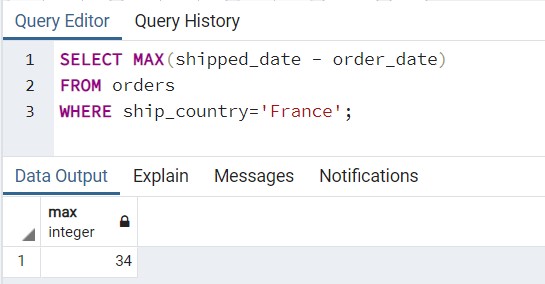 Query Editor Query History
1 SELECT MAX(shipped_date - order_date)
2 FROM orders
3 WHERE ship_country='France';
Data Output Explain Messages Notifications
max
integer
1 34